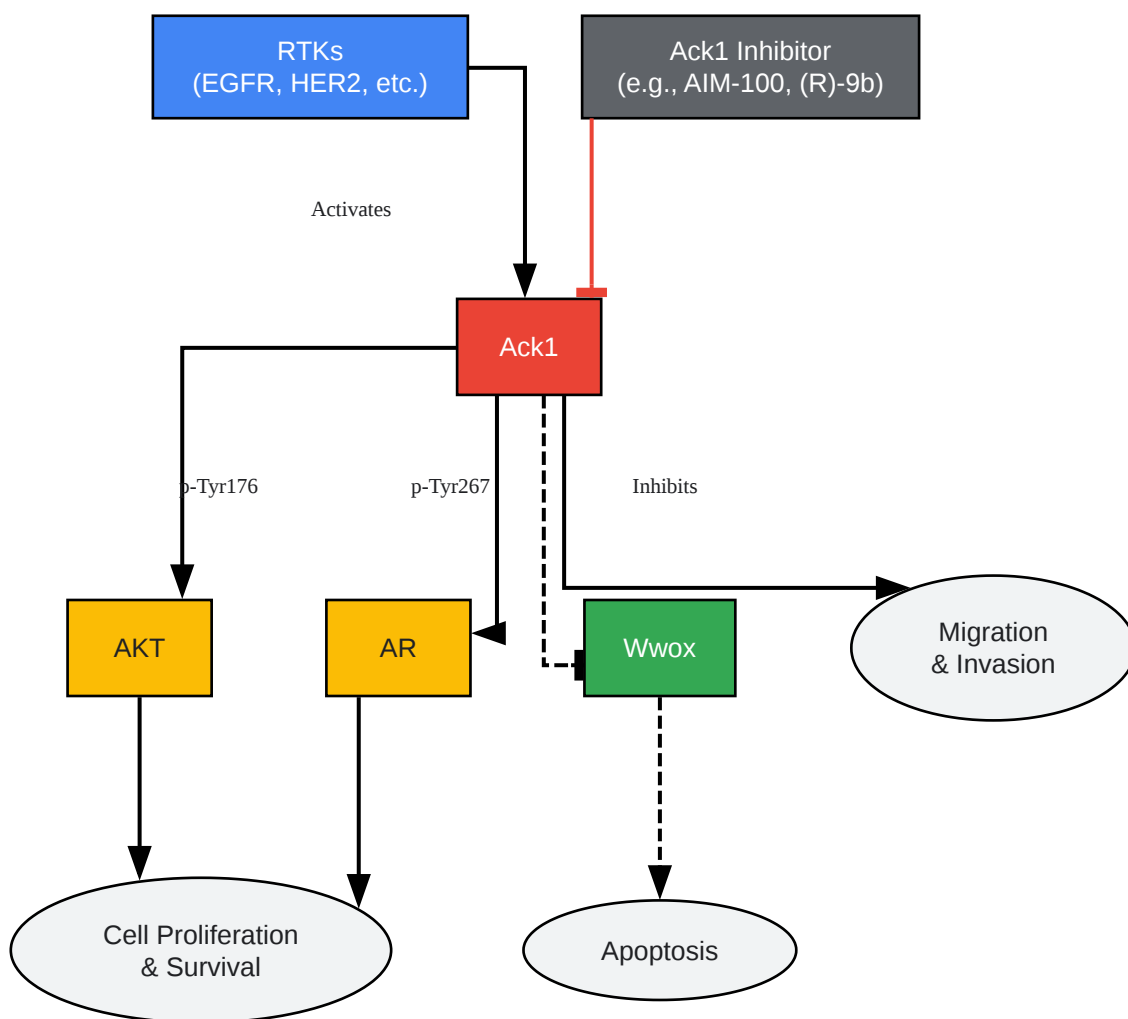 RTKs
(EGFR, HER2, etc.)
Ack1 Inhibitor
(e.g., AIM-100, (R)-9b)
Activates
Ack1
p-Tyr176
p-Tyr267
Inhibits
AKT
AR
Wwox
Migration
& Invasion
Cell Proliferation
& Survival
Apoptosis